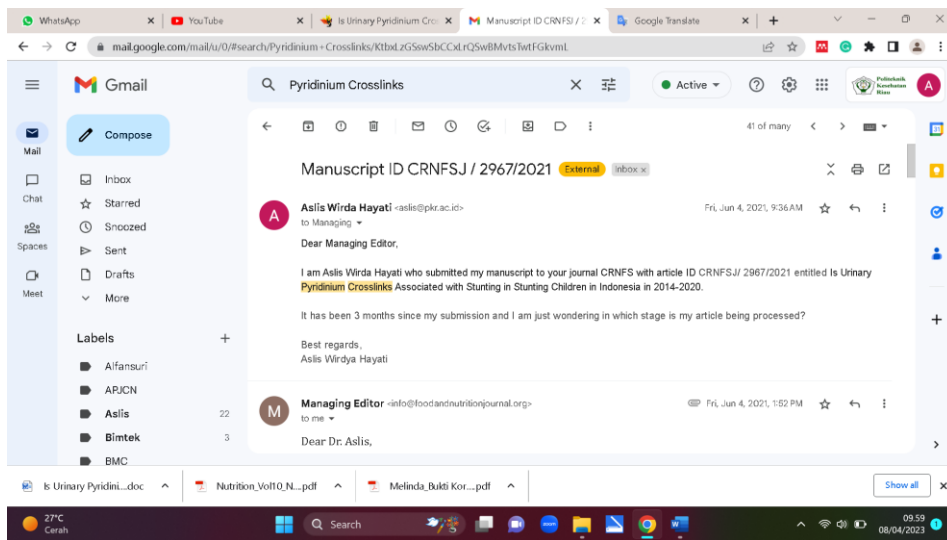 WhatsApp
YouTube
Is Urinary Pyridinium Cros
Manuscript ID CRNFSJ / 2
Google Translate
mail.google.com/mail/u/0/#search/Pyridinium+Crosslinks/KtbxLzGSswSbCCxLrQSwBMvtsTwtFGkvmL
Gmail
Pyridinium Crosslinks
Active
Politeknik
Kesehatan
Riau
A
Mail
Chat
Spaces
Meet
Compose
Inbox
Starred
Snoozed
Sent
Drafts
More
Labels
Alfansuri
APJCN
Aslis 22
Bimtek 3
BMC
41 of many
31
Manuscript ID CRNFSJ / 2967/2021 External Inbox x
A
Aslis Wirda Hayati <aslis@pkr.ac.id> Fri, Jun 4, 2021, 9:36 AM
to Managing
Dear Managing Editor,
I am Aslis Wirda Hayati who submitted my manuscript to your journal CRNFS with article ID CRNFSJ/ 2967/2021 entitled Is Urinary
Pyridinium Crosslinks Associated with Stunting in Stunting Children in Indonesia in 2014-2020.
It has been 3 months since my submission and I am just wondering in which stage is my article being processed?
Best regards,
Aslis Wirdya Hayati
M
Managing Editor <info@foodandnutritionjournal.org> Fri, Jun 4, 2021, 1:52 PM
to me
Dear Dr. Aslis,
Is Urinary Pyridini....doc
Nutrition_Vol10_N....pdf
Melinda_Bukti Kor....pdf
Show all
27°C
Cerah
Search
zoom
09.59
08/04/2023
1